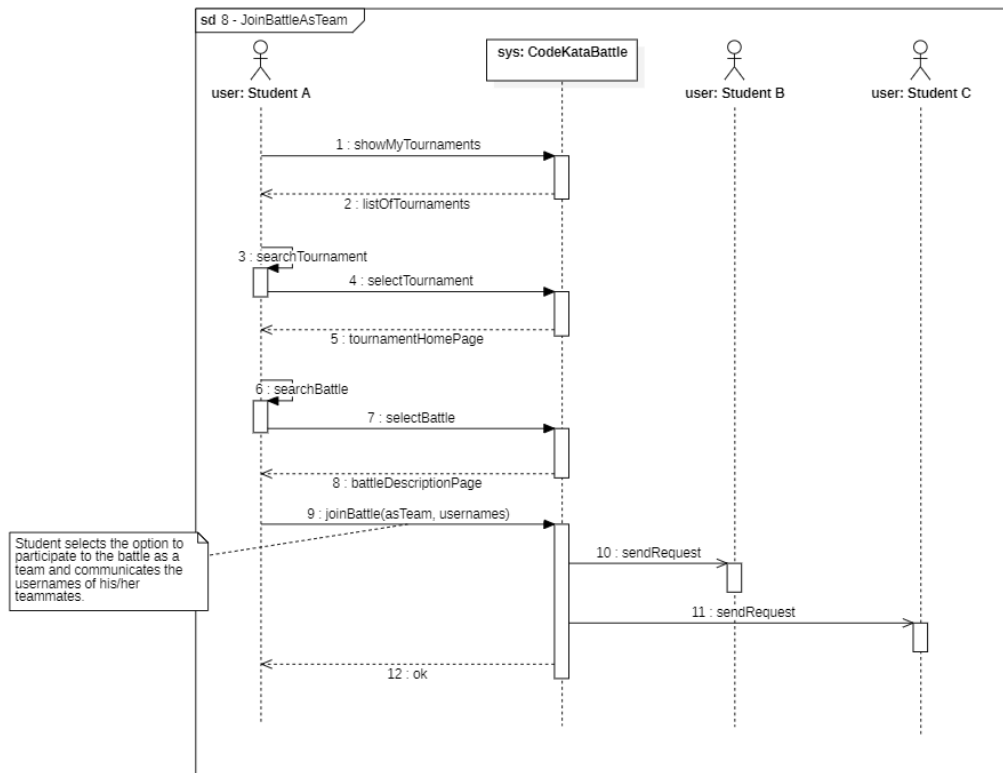 sd 8 - JoinBattleAsTeam
sys: CodeKataBattle
user: Student A
user: Student B
user: Student C
1 : showMyTournaments
2 : listOfTournaments
3 : searchTournament
4 : selectTournament
5 : tournamentHomePage
6 : searchBattle
7 : selectBattle
8 : battleDescriptionPage
9 : joinBattle(asTeam, usernames)
Student selects the option to
participate to the battle as a
team and communicates the
usernames of his/her
teammates.
10 : sendRequest
11 : sendRequest
12 : ok